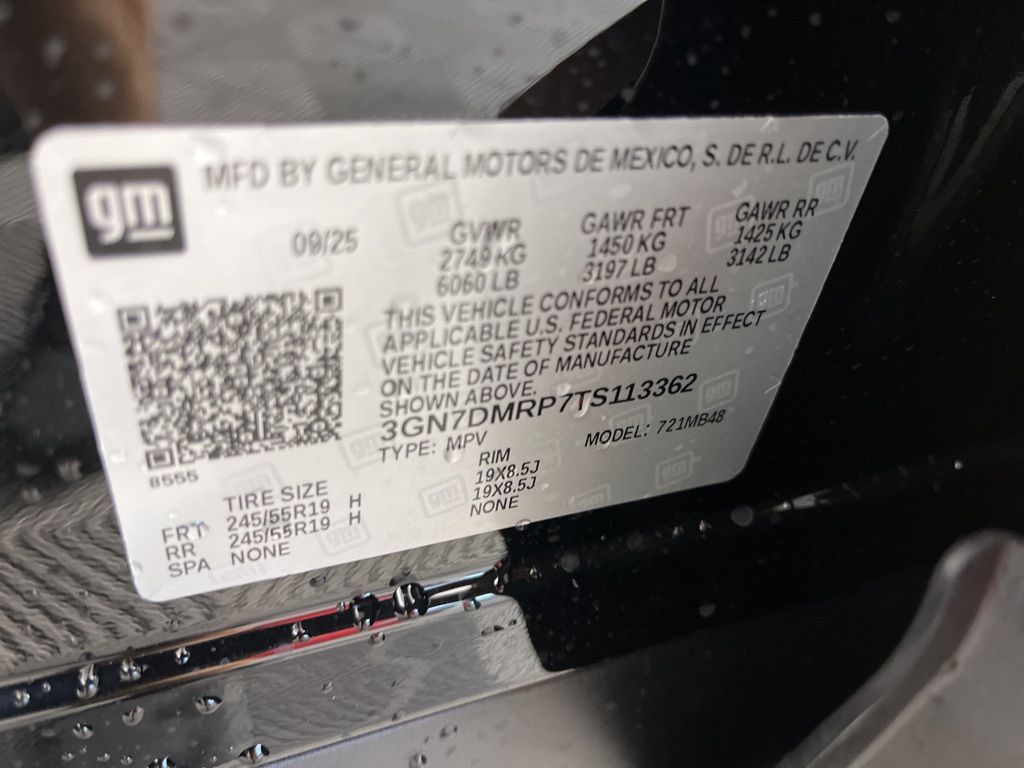 gm
MFD BY GENERAL MOTORS DE MEXICO, S. DE R.L. DE C.V.
09/25
GVWR GAWR FRT GAWR RR
2749 KG 1450 KG 1425 KG
6060 LB 3197 LB 3142 LB
THIS VEHICLE CONFORMS TO ALL
APPLICABLE U.S. FEDERAL MOTOR
VEHICLE SAFETY STANDARDS IN EFFECT
ON THE DATE OF MANUFACTURE
SHOWN ABOVE.
3GN7DMRP7TS113362
TYPE: MPV MODEL: 721MB48
8555
TIRE SIZE RIM
FRT 245/55R19 H 19X8.5J
RR 245/55R19 H 19X8.5J
SPA NONE NONE